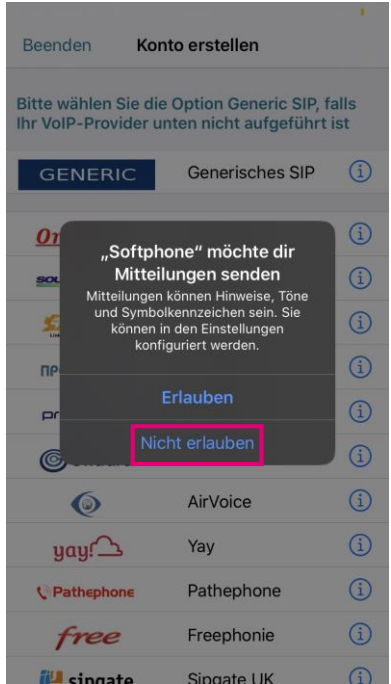 Beenden Konto erstellen
Bitte wählen Sie die Option Generic SIP, falls
Ihr VoIP-Provider unten nicht aufgeführt ist
GENERIC Generisches SIP
„Softphone“ möchte dir
Mitteilungen senden
Mitteilungen können Hinweise, Töne
und Symbolkennzeichen sein. Sie
können in den Einstellungen
konfiguriert werden.
Erlauben
Nicht erlauben
AirVoice
yay! Yay
Pathephone Pathephone
free Freephonie
sipgate Sipgate UK